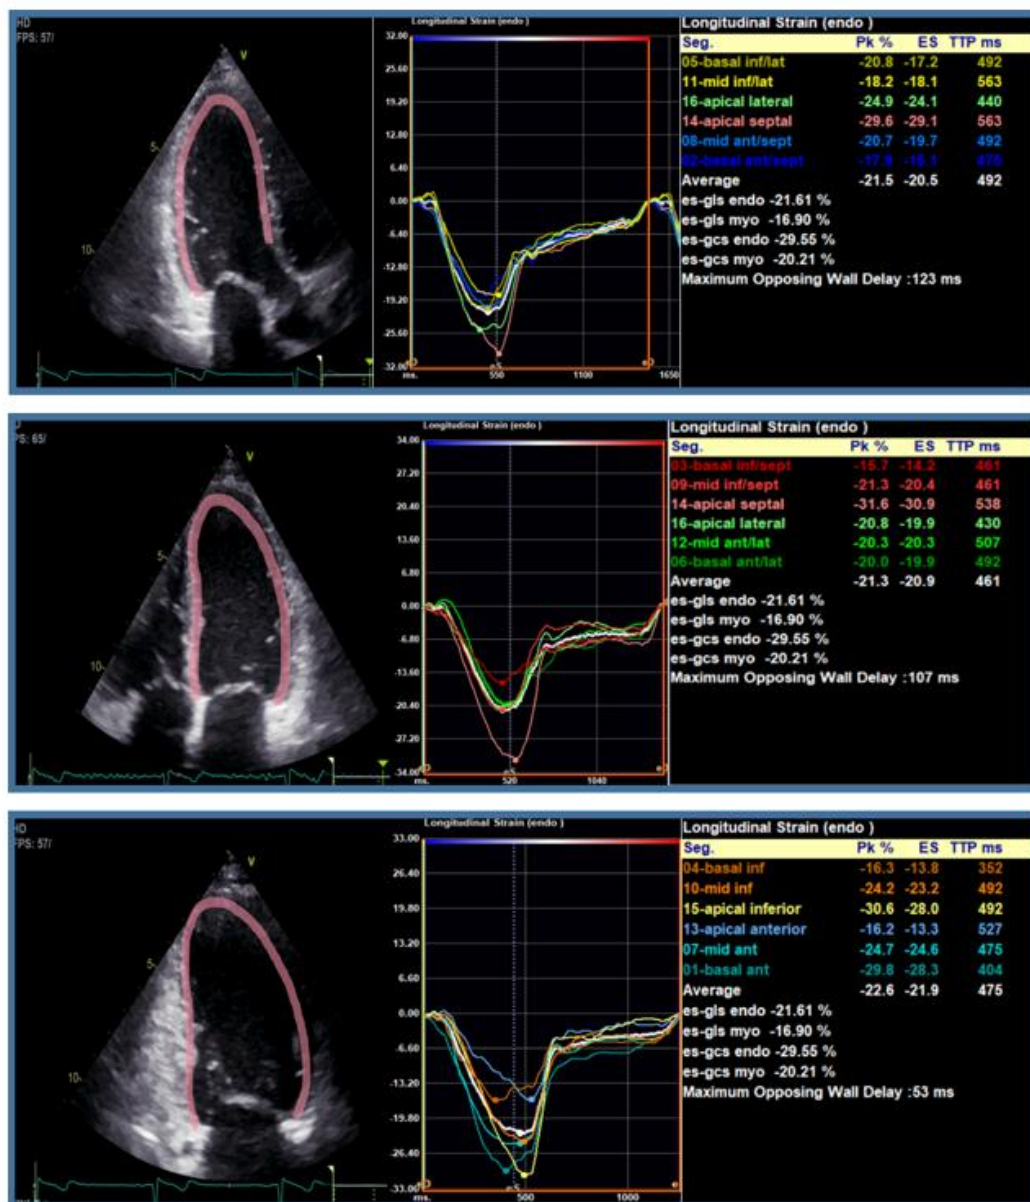 HD
FPS: 57/
V
5
10
Longitudinal Strain (endo )
32.00
25.60
19.20
12.80
6.40
0.00
-6.40
-12.80
-19.20
-25.60
-32.00
ms.
550
1100
1650
Longitudinal Strain (endo )
Seg. Pk % ES TTP ms
05-basal inf/lat -20.8 -17.2 492
11-mid inf/lat -18.2 -18.1 563
16-apical lateral -24.9 -24.1 440
14-apical septal -29.6 -29.1 563
08-mid ant/sept -20.7 -19.7 492
02-basal ant/sept -17.9 -15.1 475
Average -21.5 -20.5 492
es-gls endo -21.61 %
es-gls myo -16.90 %
es-gcs endo -29.55 %
es-gcs myo -20.21 %
Maximum Opposing Wall Delay :123 ms
PS: 65/
V
5
10
Longitudinal Strain (endo )
34.00
27.20
20.40
13.60
6.80
0.00
-6.80
-13.60
-20.40
-27.20
-34.00
ms.
520
1040
Longitudinal Strain (endo )
Seg. Pk % ES TTP ms
03-basal inf/sept -15.7 -14.2 461
09-mid inf/sept -21.3 -20.4 461
14-apical septal -31.6 -30.9 538
16-apical lateral -20.8 -19.9 430
12-mid ant/lat -20.3 -20.3 507
06-basal ant/lat -20.0 -19.9 492
Average -21.3 -20.9 461
es-gls endo -21.61 %
es-gls myo -16.90 %
es-gcs endo -29.55 %
es-gcs myo -20.21 %
Maximum Opposing Wall Delay :107 ms
HD
FPS: 57/
V
5
10
Longitudinal Strain (endo )
33.00
26.40
19.80
13.20
6.60
0.00
-6.60
-13.20
-19.80
-26.40
-33.00
ms.
500
1000
Longitudinal Strain (endo )
Seg. Pk % ES TTP ms
04-basal inf -16.3 -13.8 352
10-mid inf -24.2 -23.2 492
15-apical inferior -30.6 -28.0 492
13-apical anterior -16.2 -13.3 527
07-mid ant -24.7 -24.6 475
01-basal ant -29.8 -28.3 404
Average -22.6 -21.9 475
es-gls endo -21.61 %
es-gls myo -16.90 %
es-gcs endo -29.55 %
es-gcs myo -20.21 %
Maximum Opposing Wall Delay :53 ms